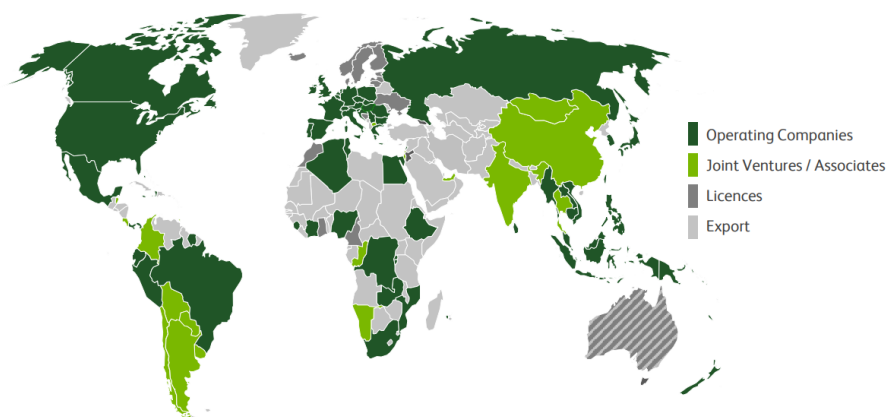 Operating Companies
Joint Ventures / Associates
Licences
Export